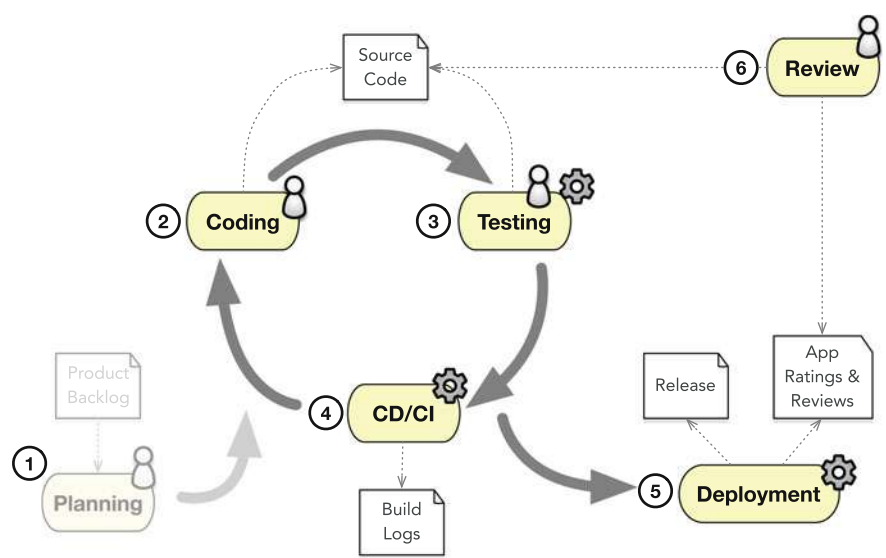 Source
Code
6
Review
2
Coding
3
Testing
Product
Backlog
4
CD/CI
Release
App
Ratings &
Reviews
1
Planning
Build
Logs
5
Deployment